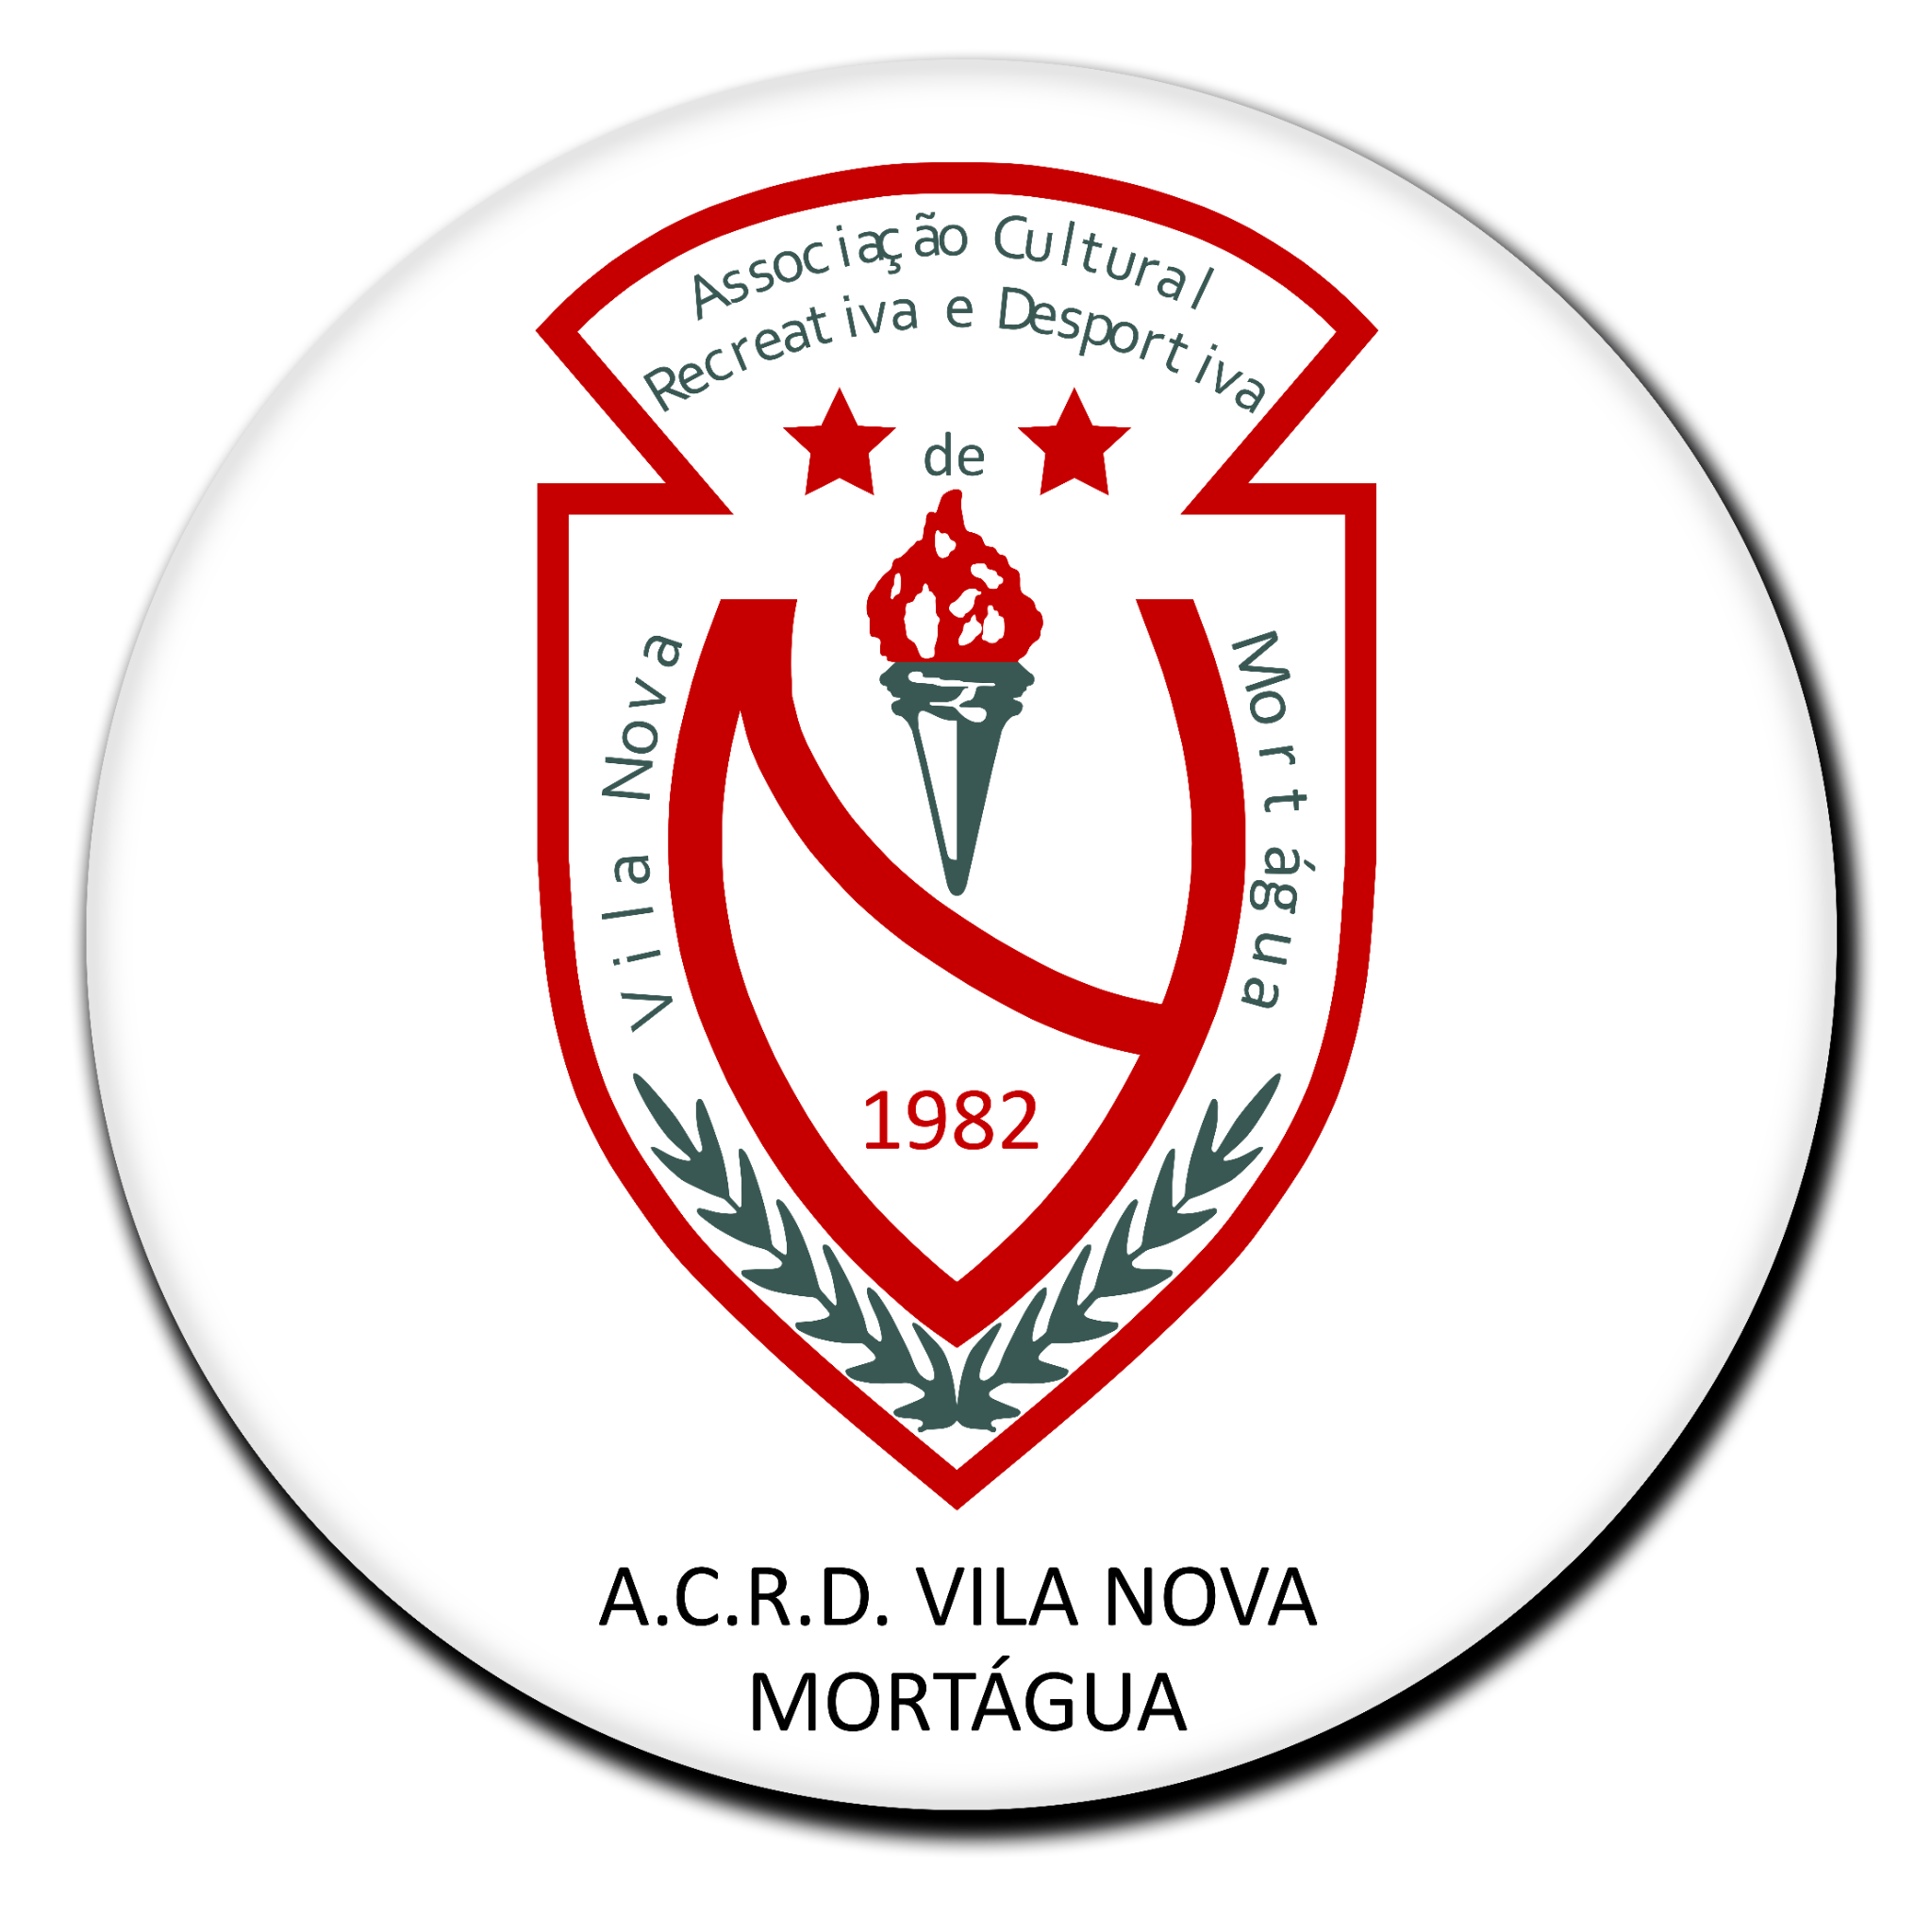 Associação Cultural
Recreativa e Desportiva
de
Vila Nova
Mortágua
1982
A.C.R.D. VILA NOVA
MORTÁGUA